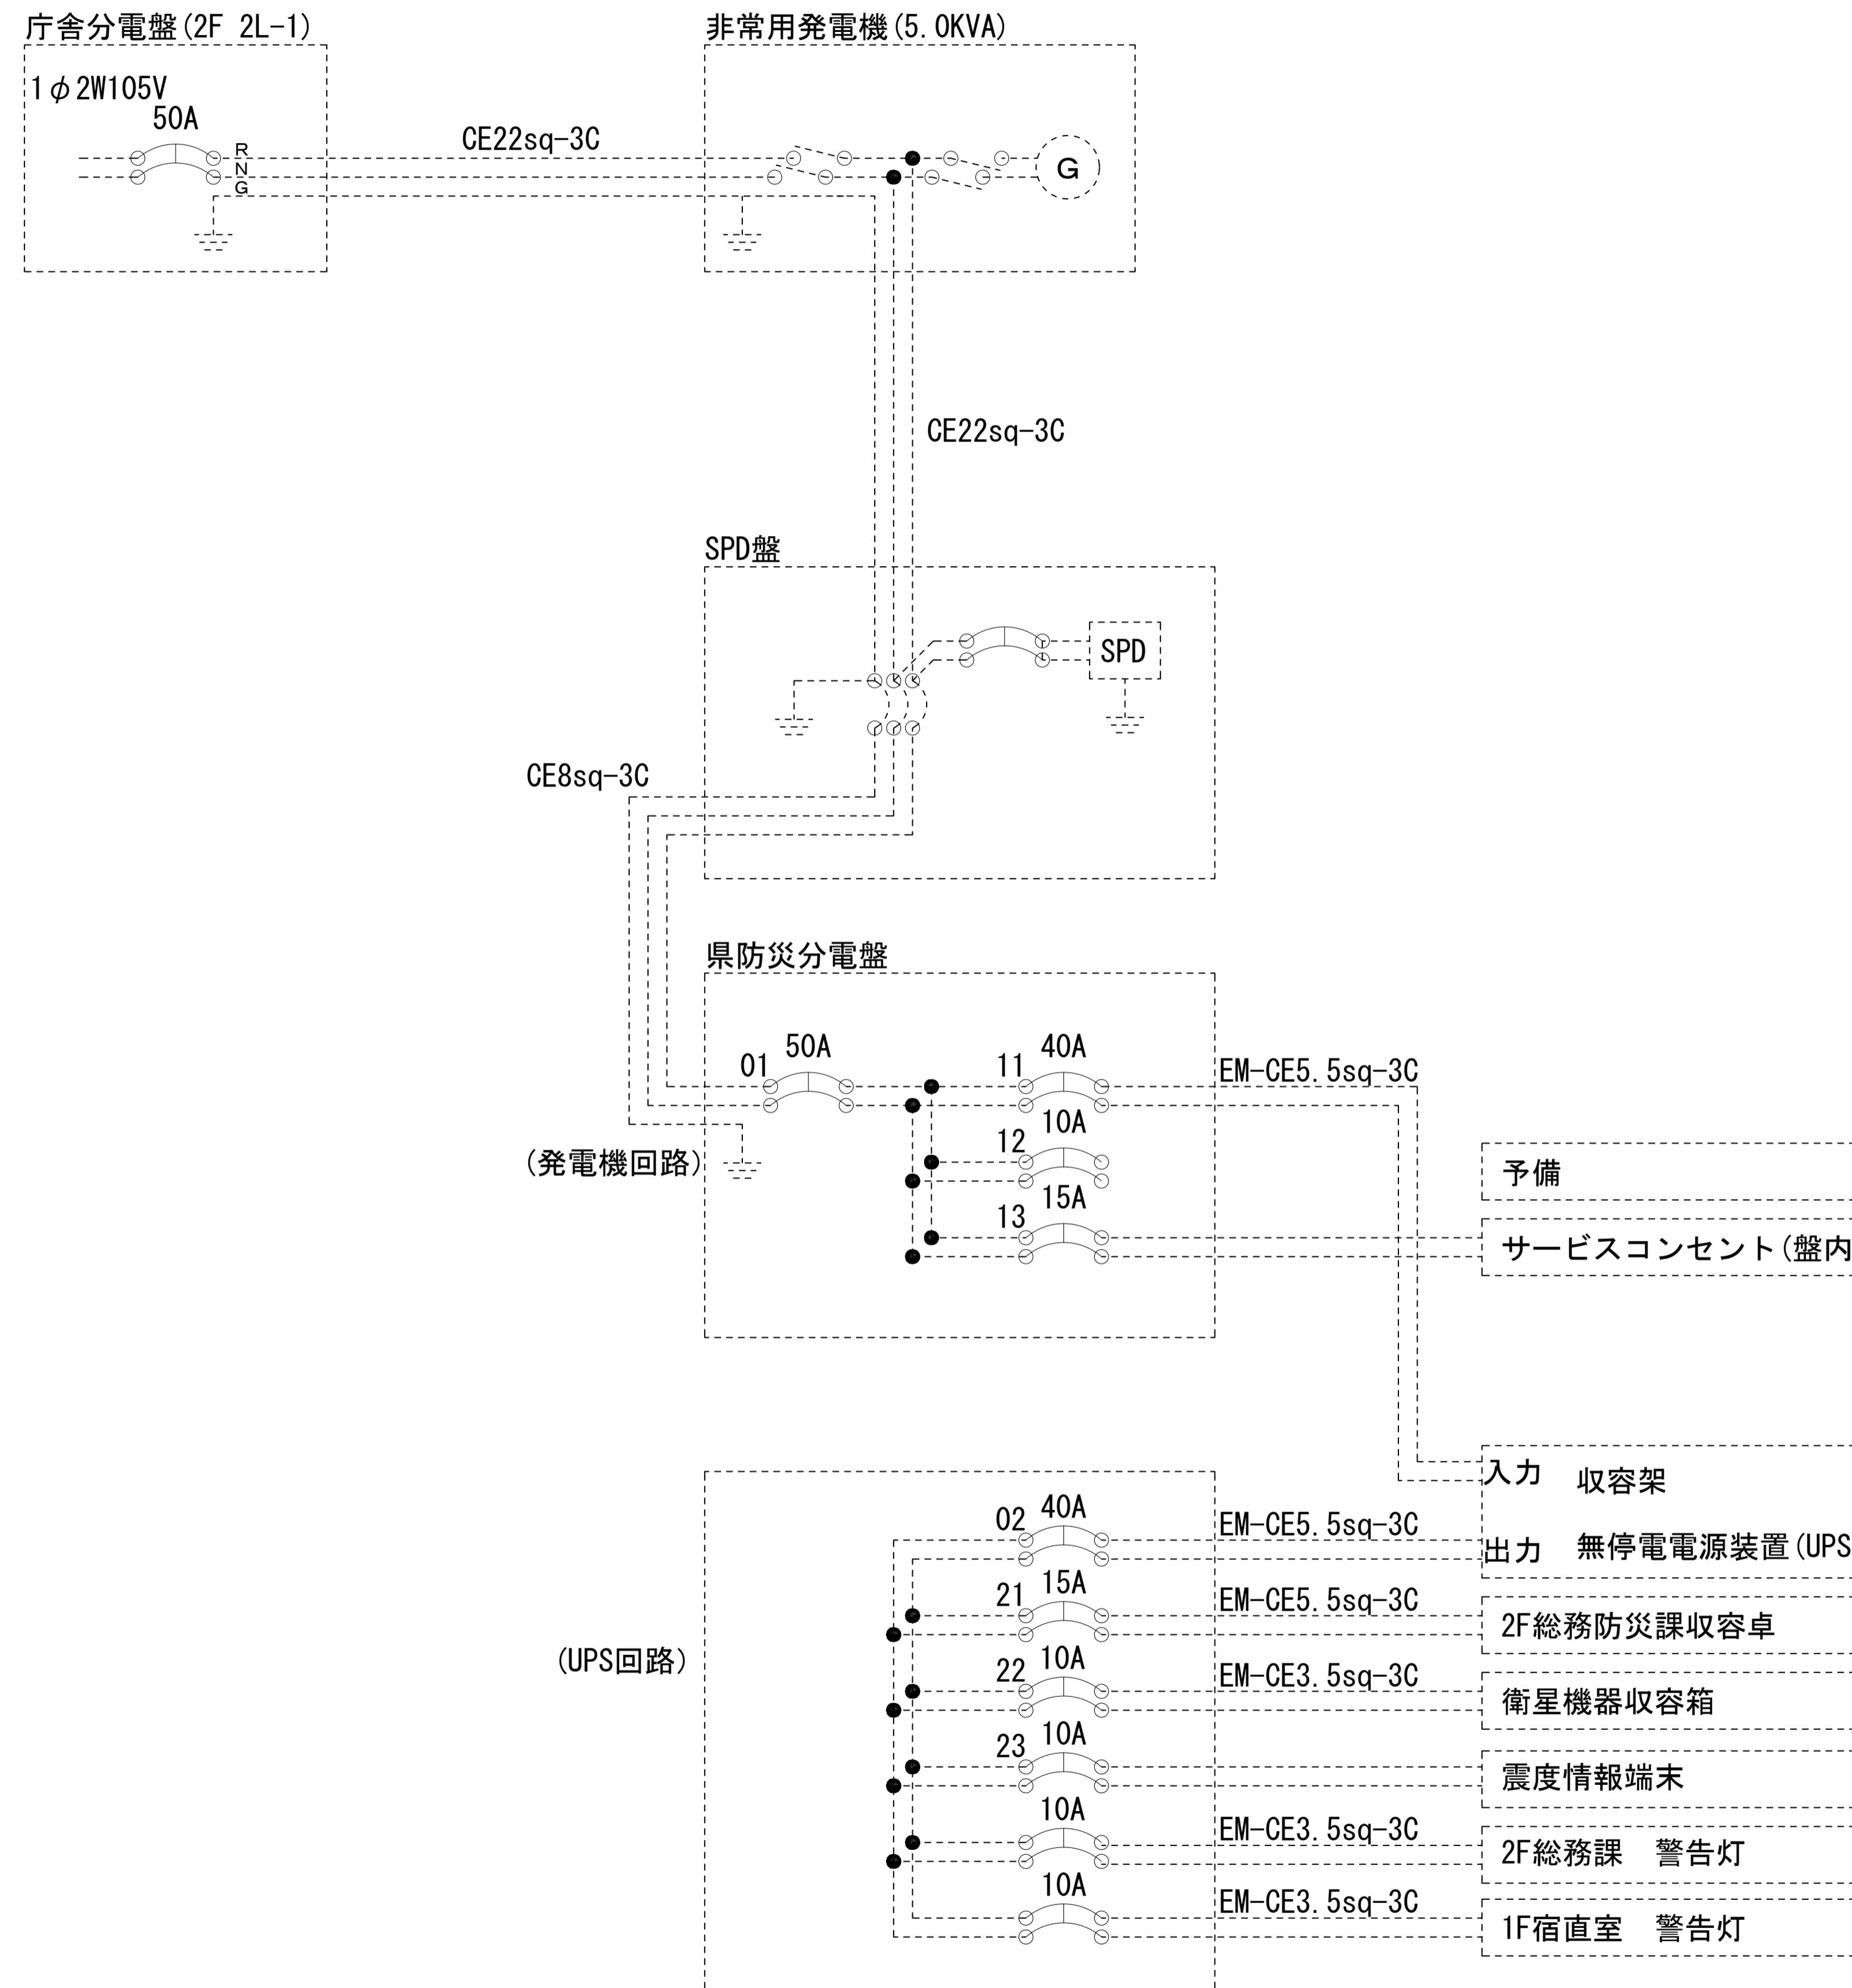 庁舎分電盤(2F 2L-1)
非常用発電機(5.0KVA)
1φ2W105V
50A
CE22sq-3C
R
N
G
G
CE22sq-3C
SPD盤
SPD
CE8sq-3C
県防災分電盤
01
50A
11
40A
EM-CE5.5sq-3C
12
10A
(発電機回路)
予備
13
15A
サービスコンセント(盤内
入力
収容架
02
40A
EM-CE5.5sq-3C
出力
無停電電源装置(UPS
21
15A
EM-CE5.5sq-3C
2F総務防災課収容卓
(UPS回路)
22
10A
EM-CE3.5sq-3C
衛星機器収容箱
23
10A
震度情報端末
10A
EM-CE3.5sq-3C
2F総務課　警告灯
10A
EM-CE3.5sq-3C
1F宿直室　警告灯